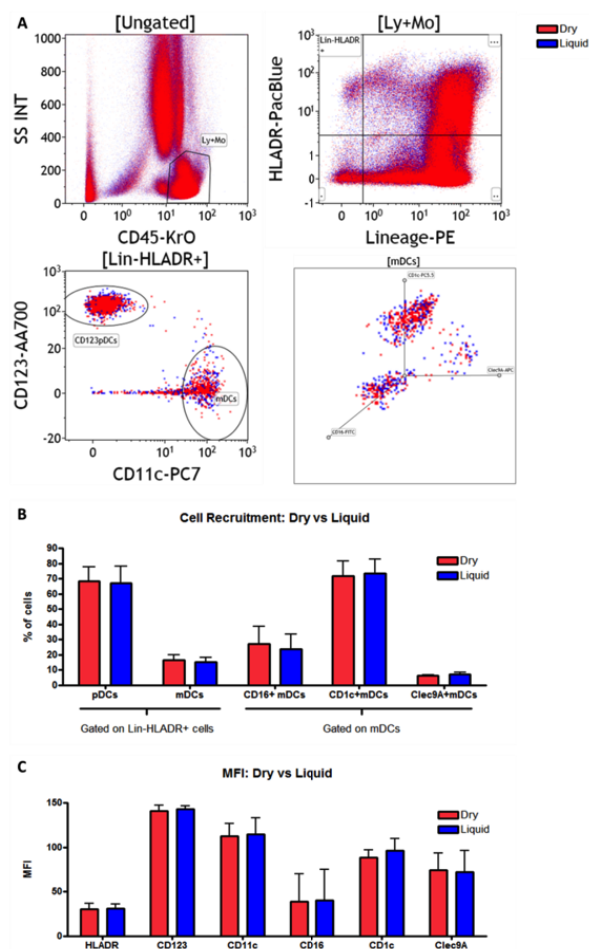 A
[Ungated]
[Ly+Mo]
Dry
Liquid
SS INT
1000
800
600
400
200
0
Ly+Mo
0
10⁰
10¹
10²
10³
CD45-KrO
HLADR-PacBlue
Lin-HLADR
+
...
10³
10²
10¹
1
0
-1
-
..
-1
0
1
10¹
10²
10³
Lineage-PE
[Lin-HLADR+]
[mDCs]
CD123-AA700
10³
10²
20
0
-20
CD123pDCs
mDCs
0
10¹
10²
10³
CD11c-PC7
CD1c-PC5.5
Clec9A-APC
CD16-FITC
B
Cell Recruitment: Dry vs Liquid
% of cells
90
80
70
60
50
40
30
20
10
0
Dry
Liquid
pDCs
mDCs
CD16+ mDCs
CD1c+mDCs
Clec9A+mDCs
Gated on Lin-HLADR+ cells
Gated on mDCs
C
MFI: Dry vs Liquid
MFI
150
100
50
0
Dry
Liquid
HLADR
CD123
CD11c
CD16
CD1c
Clec9A